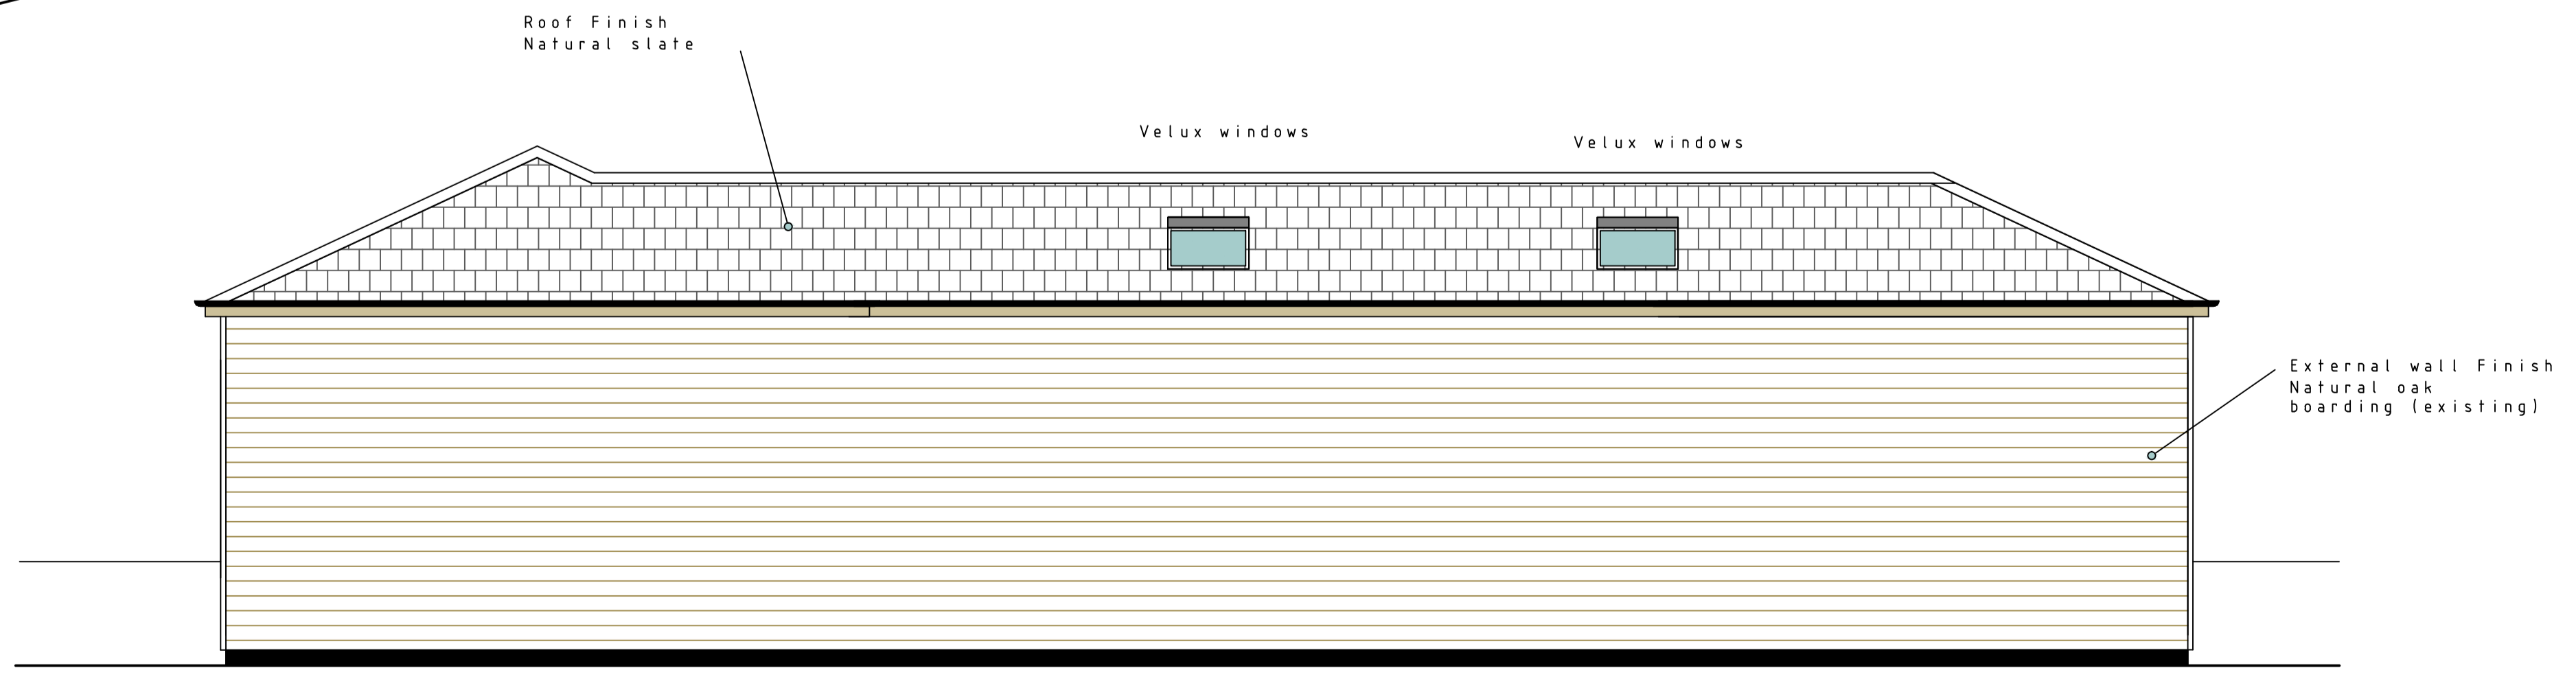 Roof Finish
Natural slate
Velux windows
Velux windows
External wall Finish
Natural oak
boarding (existing)